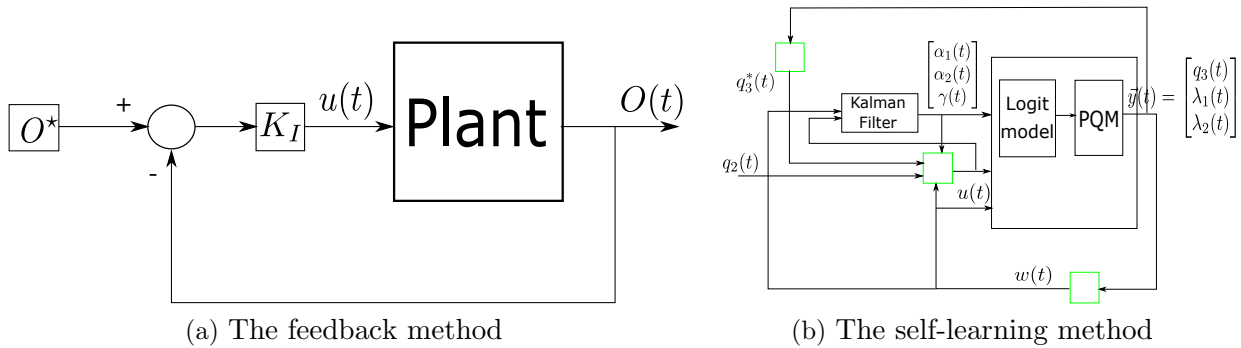 O⋆
+
-
K_I
u(t)
Plant
O(t)
(a) The feedback method
q_3^*(t)
q_2(t)
Kalman
Filter
[α_1(t)
α_2(t)
γ(t)]
u(t)
Logit
model
PQM
ȳ(t) = [q_3(t)
λ_1(t)
λ_2(t)]
w(t)
(b) The self-learning method